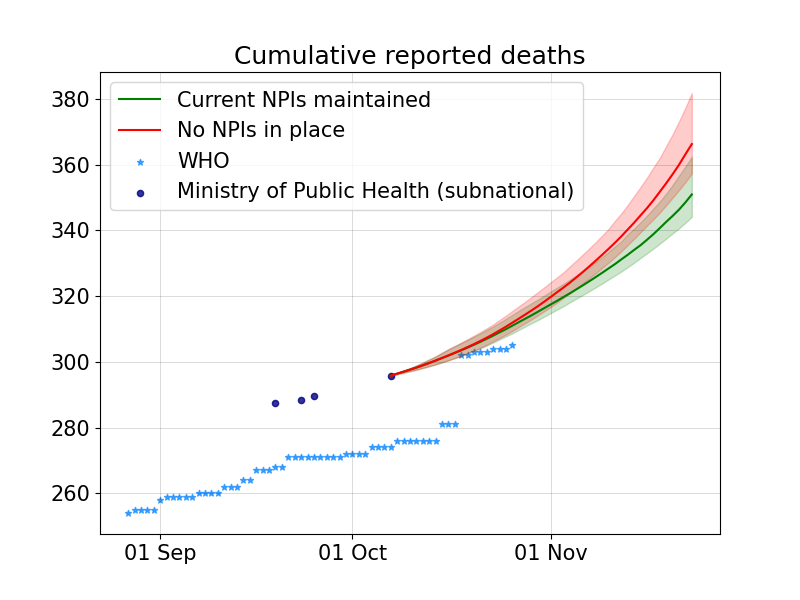 Cumulative reported deaths
Current NPIs maintained
No NPIs in place
WHO
Ministry of Public Health (subnational)
380
360
340
320
300
280
260
01 Sep
01 Oct
01 Nov